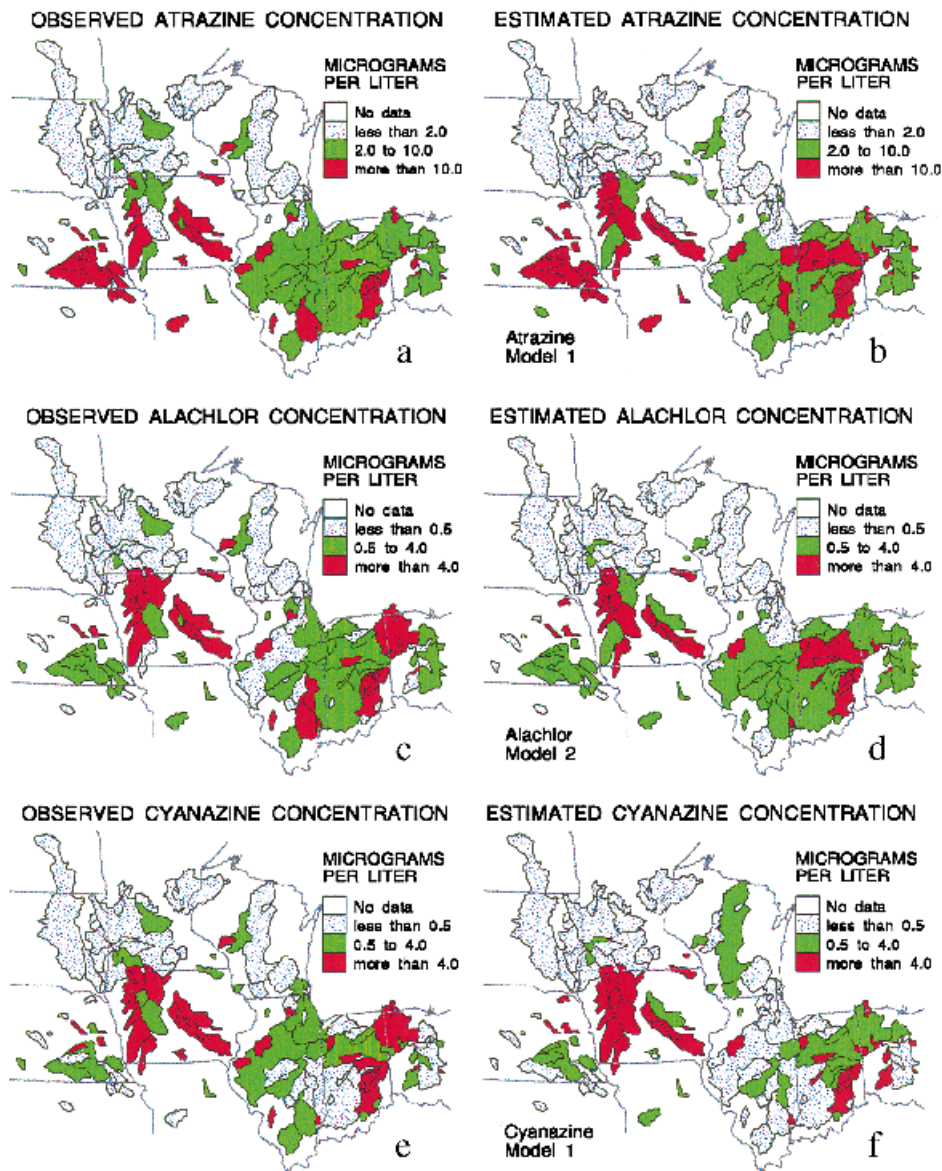 OBSERVED ATRAZINE CONCENTRATION
MICROGRAMS
PER LITER
No data
less than 2.0
2.0 to 10.0
more than 10.0
a
ESTIMATED ATRAZINE CONCENTRATION
MICROGRAMS
PER LITER
No data
less than 2.0
2.0 to 10.0
more than 10.0
Atrazine
Model 1
b
OBSERVED ALACHLOR CONCENTRATION
MICROGRAMS
PER LITER
No data
less than 0.5
0.5 to 4.0
more than 4.0
c
ESTIMATED ALACHLOR CONCENTRATION
MICROGRAMS
PER LITER
No data
less than 0.5
0.5 to 4.0
more than 4.0
Alachlor
Model 2
d
OBSERVED CYANAZINE CONCENTRATION
MICROGRAMS
PER LITER
No data
less than 0.5
0.5 to 4.0
more than 4.0
e
ESTIMATED CYANAZINE CONCENTRATION
MICROGRAMS
PER LITER
No data
less than 0.5
0.5 to 4.0
more than 4.0
Cyanazine
Model 1
f